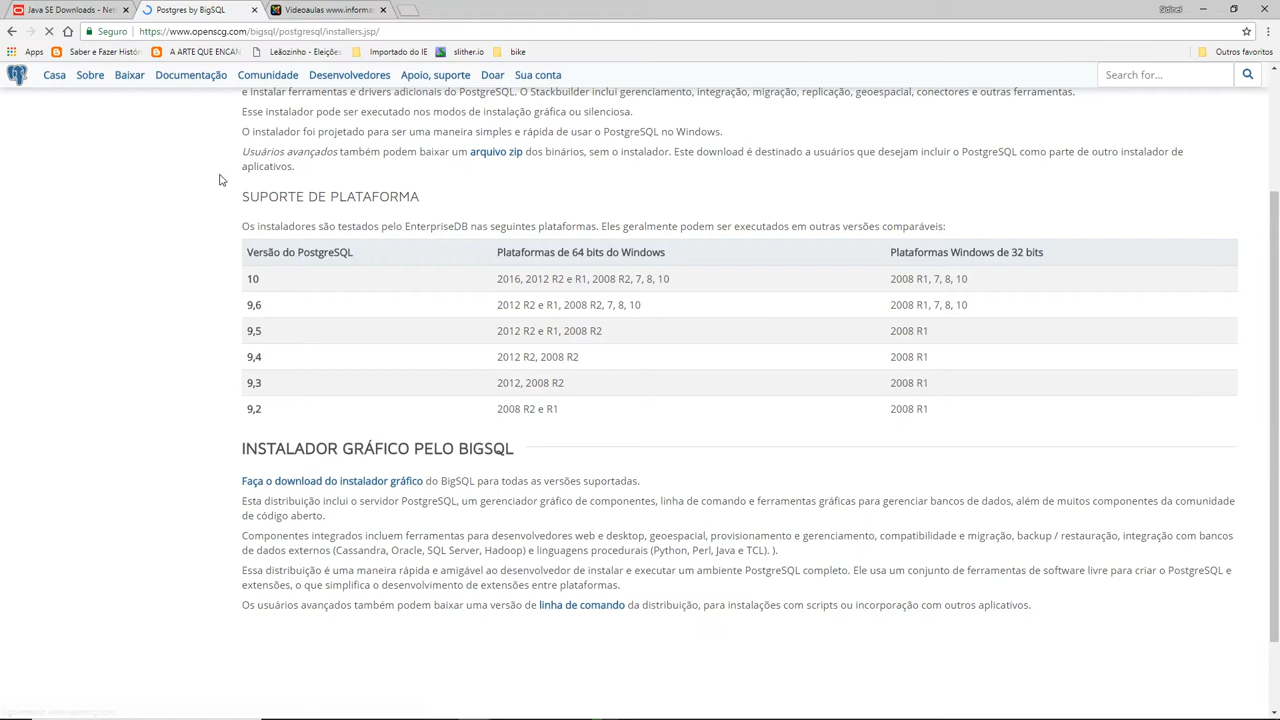 Java SE Downloads - Net
Postgres by BigSQL
Videoaulas www.informa
Sidinei
Seguro
https://www.openscg.com/bigsql/postgresql/installers.jsp/
Apps
Saber e Fazer Histór
A ARTE QUE ENCAN
Leãozinho - Eleiçõe
Importado do IE
slither.io
bike
Outros favoritos
Casa
Sobre
Baixar
Documentação
Comunidade
Desenvolvedores
Apoio, suporte
Doar
Sua conta
Search for...
e instalar ferramentas e drivers adicionais do PostgreSQL. O Stackbuilder inclui gerenciamento, integração, migração, replicação, geoespacial, conectores e outras ferramentas.
Esse instalador pode ser executado nos modos de instalação gráfica ou silenciosa.
O instalador foi projetado para ser uma maneira simples e rápida de usar o PostgreSQL no Windows.
Usuários avançados também podem baixar um arquivo zip dos binários, sem o instalador. Este download é destinado a usuários que desejam incluir o PostgreSQL como parte de outro instalador de
aplicativos.
SUPORTE DE PLATAFORMA
Os instaladores são testados pelo EnterpriseDB nas seguintes plataformas. Eles geralmente podem ser executados em outras versões comparáveis:
Versão do PostgreSQL Plataformas de 64 bits do Windows Plataformas Windows de 32 bits
10 2016, 2012 R2 e R1, 2008 R2, 7, 8, 10 2008 R1, 7, 8, 10
9,6 2012 R2 e R1, 2008 R2, 7, 8, 10 2008 R1, 7, 8, 10
9,5 2012 R2 e R1, 2008 R2 2008 R1
9,4 2012 R2, 2008 R2 2008 R1
9,3 2012, 2008 R2 2008 R1
9,2 2008 R2 e R1 2008 R1
INSTALADOR GRÁFICO PELO BIGSQL
Faça o download do instalador gráfico do BigSQL para todas as versões suportadas.
Esta distribuição inclui o servidor PostgreSQL, um gerenciador gráfico de componentes, linha de comando e ferramentas gráficas para gerenciar bancos de dados, além de muitos componentes da comunidade
de código aberto.
Componentes integrados incluem ferramentas para desenvolvedores web e desktop, geoespacial, provisionamento e gerenciamento, compatibilidade e migração, backup / restauração, integração com bancos
de dados externos (Cassandra, Oracle, SQL Server, Hadoop) e linguagens procedurais (Python, Perl, Java e TCL). ).
Essa distribuição é uma maneira rápida e amigável ao desenvolvedor de instalar e executar um ambiente PostgreSQL completo. Ele usa um conjunto de ferramentas de software livre para criar o PostgreSQL e
extensões, o que simplifica o desenvolvimento de extensões entre plataformas.
Os usuários avançados também podem baixar uma versão de linha de comando da distribuição, para instalações com scripts ou incorporação com outros aplicativos.